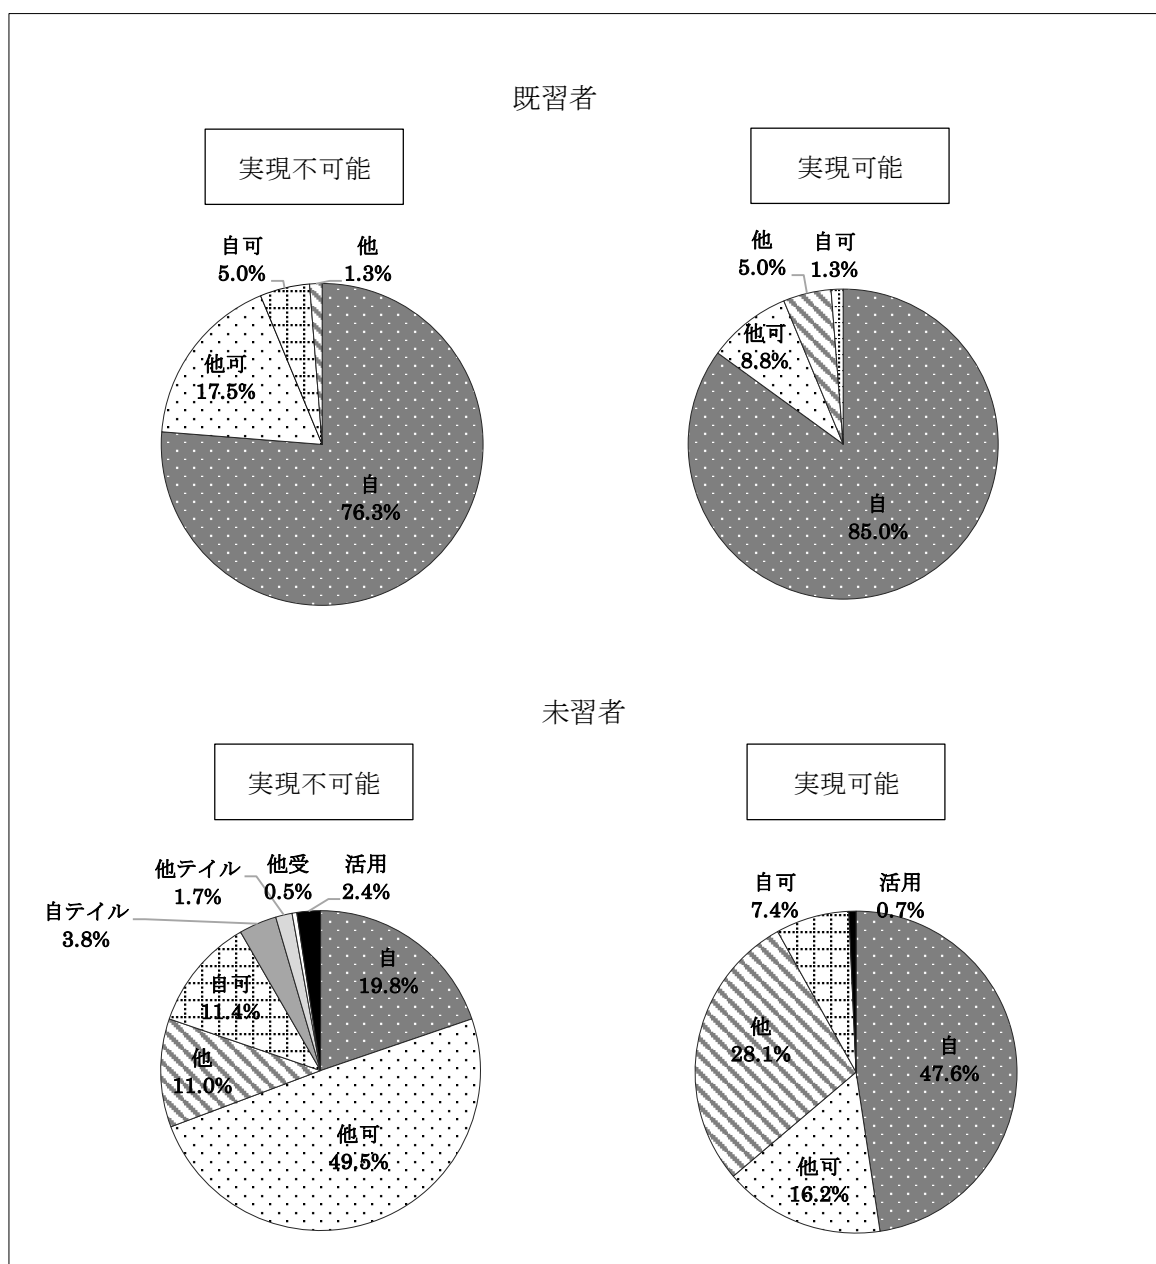 既習者
実現不可能
実現可能
自可
5.0%
他
1.3%
他可
17.5%
自
76.3%
他
5.0%
自可
1.3%
他可
8.8%
自
85.0%
未習者
実現不可能
実現可能
他テイル
1.7%
他受
0.5%
活用
2.4%
自テイル
3.8%
自
19.8%
自可
11.4%
他
11.0%
他可
49.5%
自可
7.4%
活用
0.7%
他
28.1%
自
47.6%
他可
16.2%